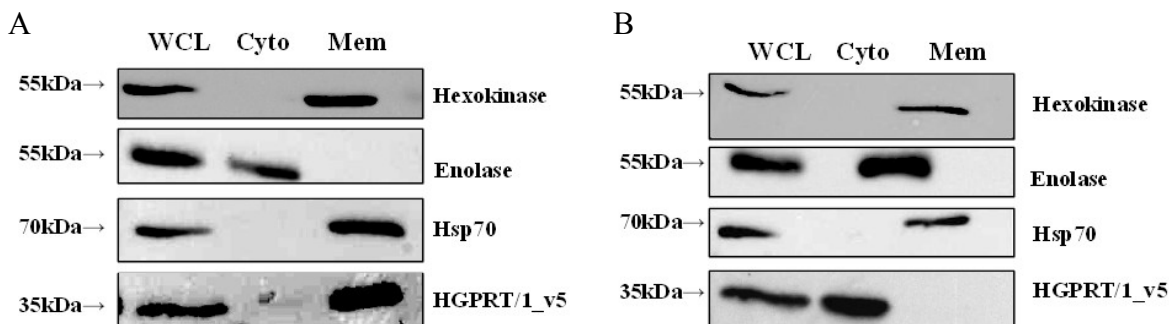 A
WCL Cyto Mem
55kDa→ Hexokinase
55kDa→ Enolase
70kDa→ Hsp70
35kDa→ HGPRT/1_v5
B
WCL Cyto Mem
55kDa→ Hexokinase
55kDa→ Enolase
70kDa→ Hsp70
35kDa→ HGPRT/1_v5